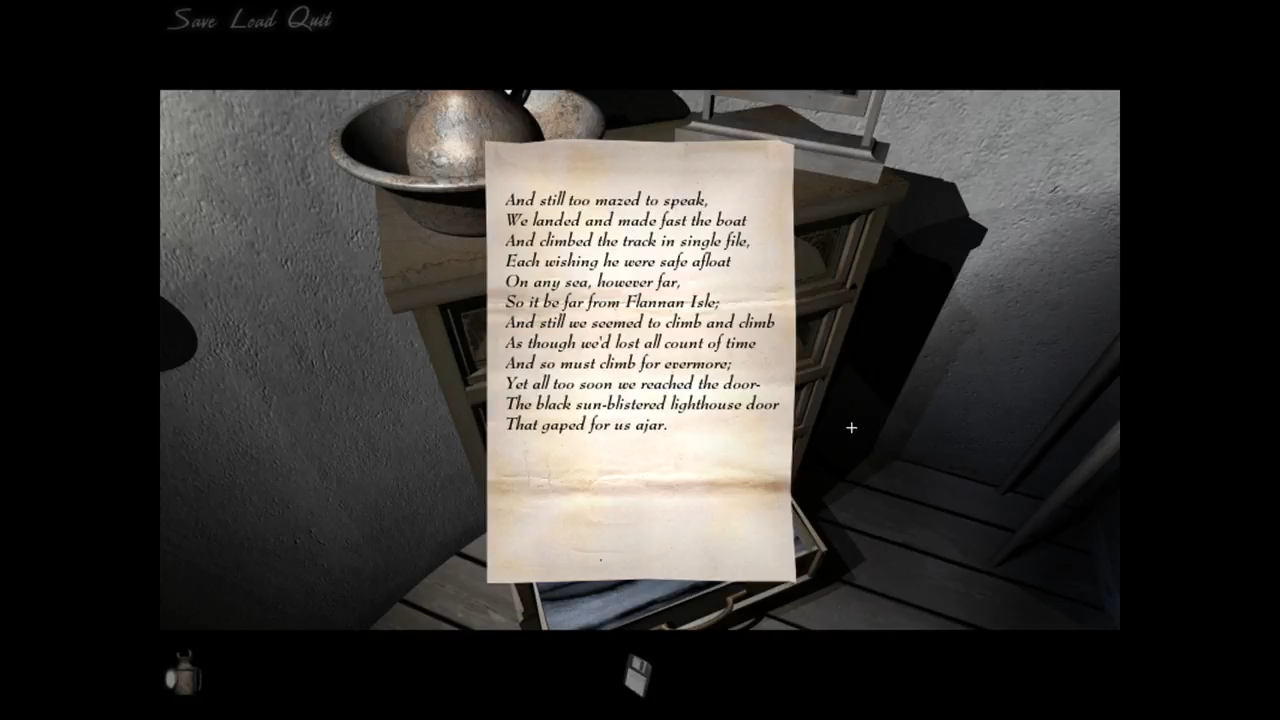 Save Load Quit
And still too mazed to speak,
We landed and made fast the boat
And climbed the track in single file,
Each wishing he were safe afloat
On any sea, however far,
So it be far from Flannan Isle;
And still we seemed to climb and climb
As though we'd lost all count of time
And so must climb for evermore;
Yet all too soon we reached the door-
The black sun-blistered lighthouse door
That gaped for us ajar.